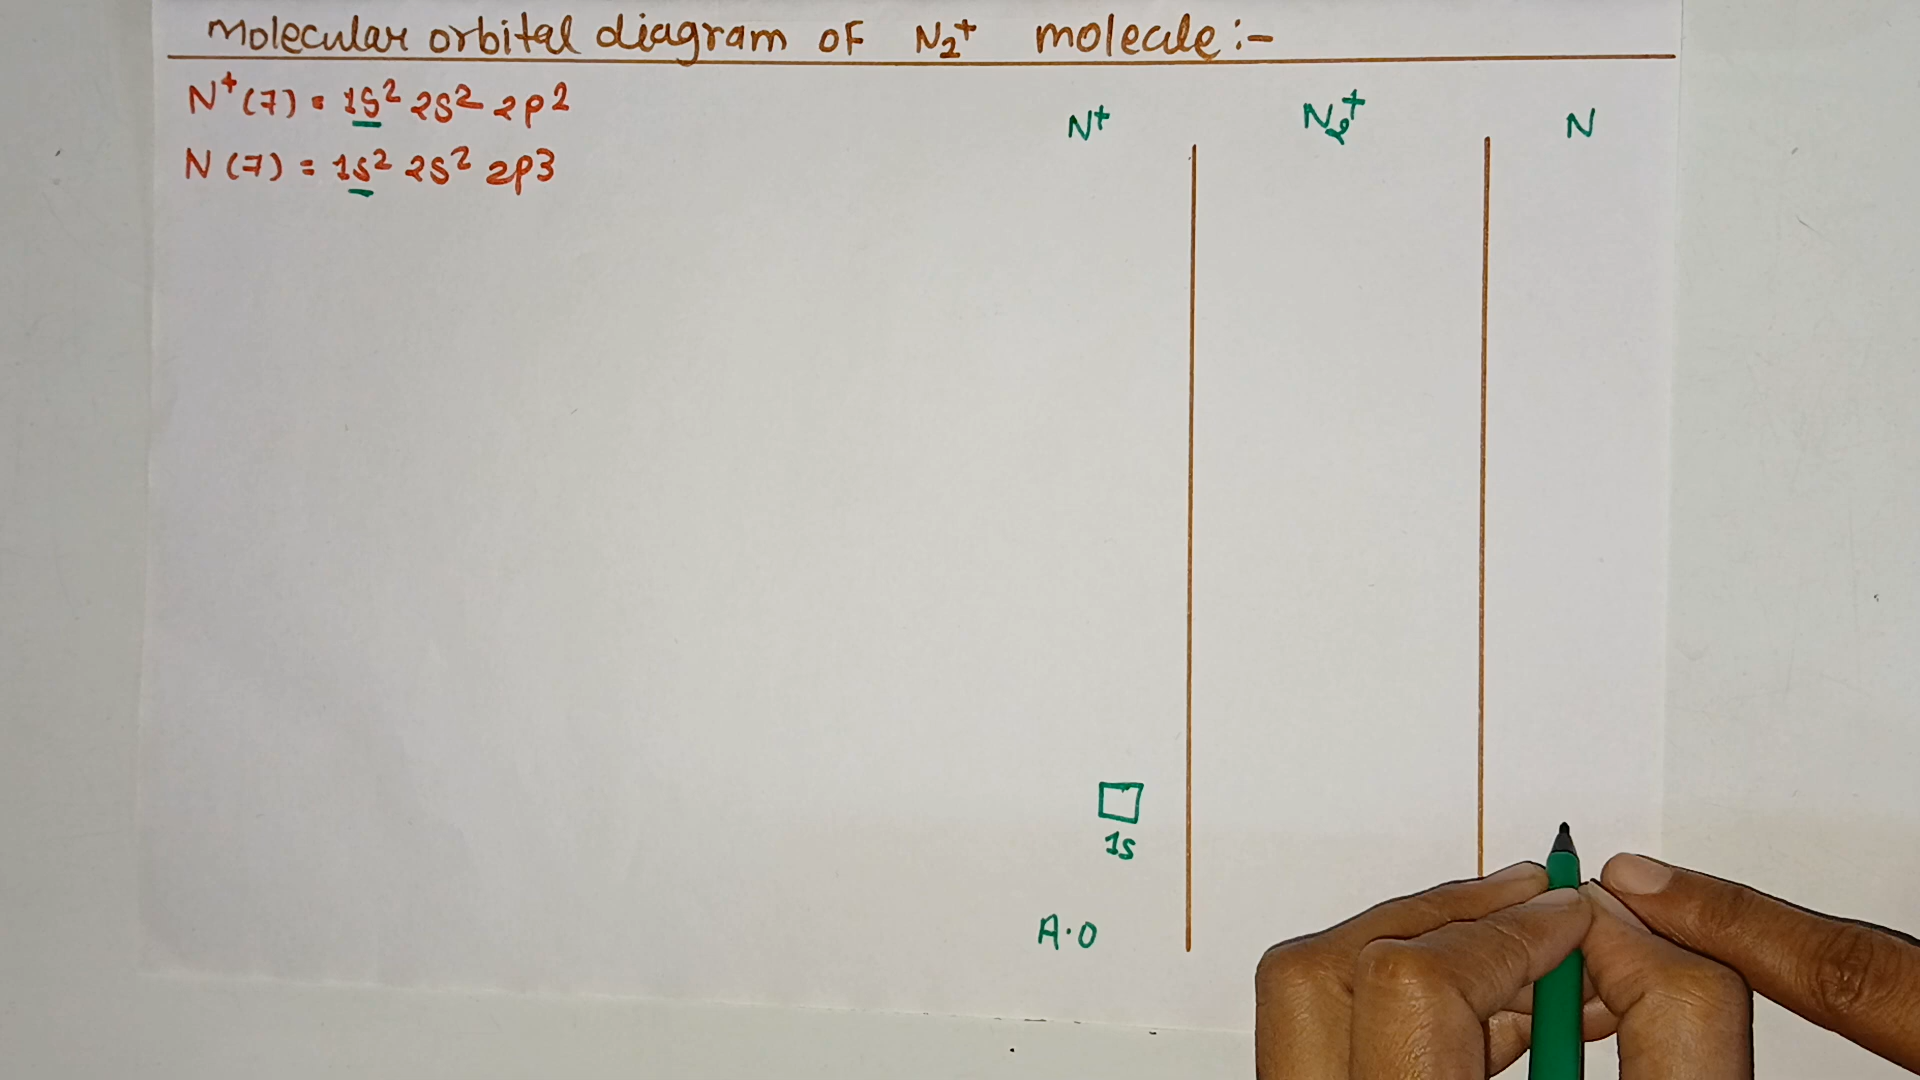 Molecular orbital diagram of N₂⁺ molecule :-
N⁺(7) = 1s² 2s² 2p2
N (7) = 1s² 2s² 2p3
N⁺ N₂⁺ N
1s
A.O